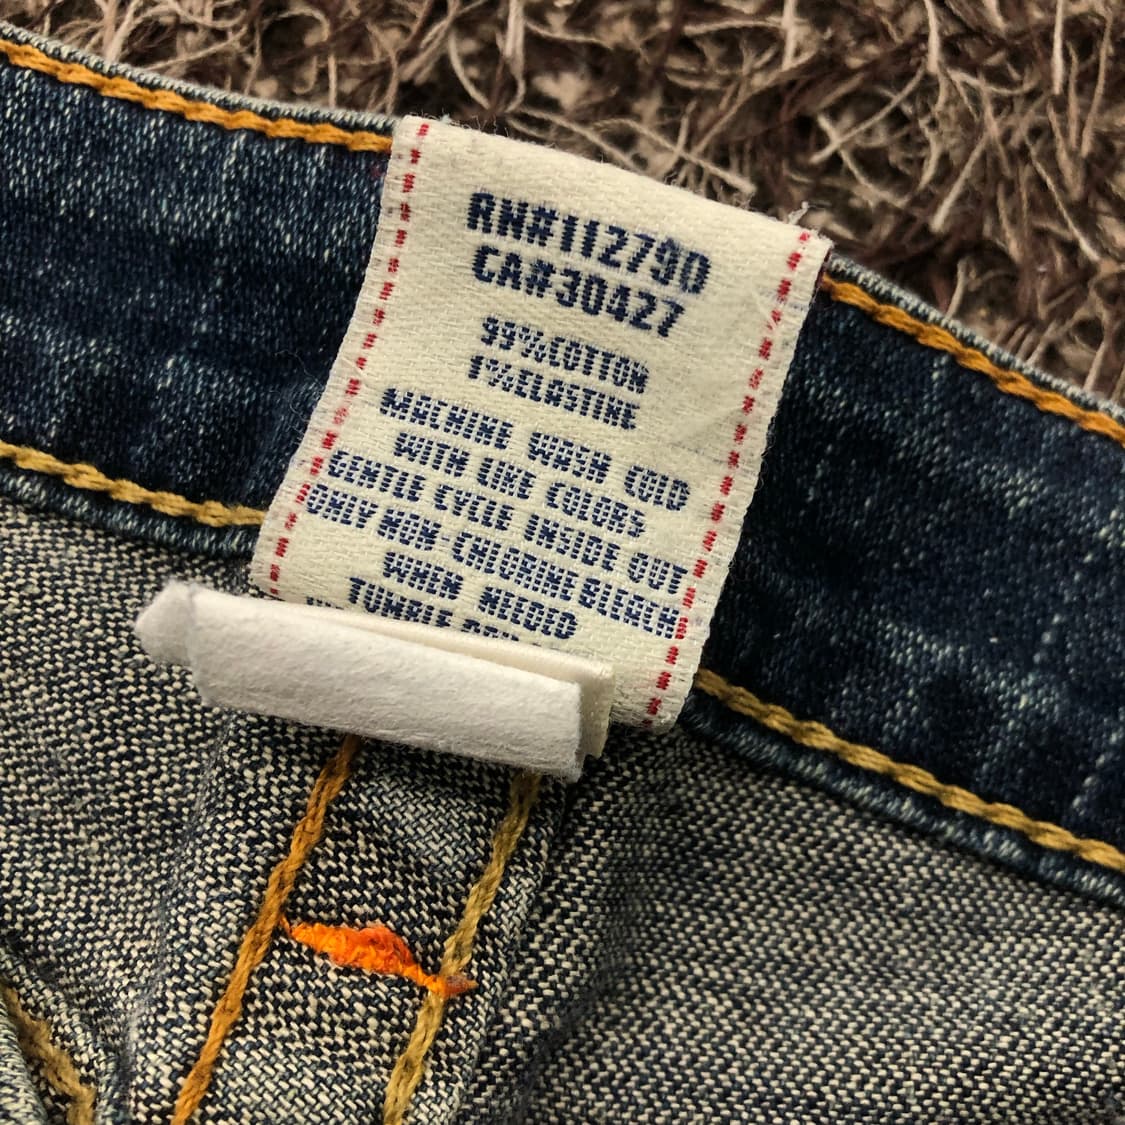 RN#112790
CA#30427
99%COTTON
1%ELASTINE
MACHINE WASH COLD
WITH LIKE COLORS
GENTLE CYCLE INSIDE OUT
ONLY NON-CHLORINE BLEACH
WHEN NEEDED
TUMBLE